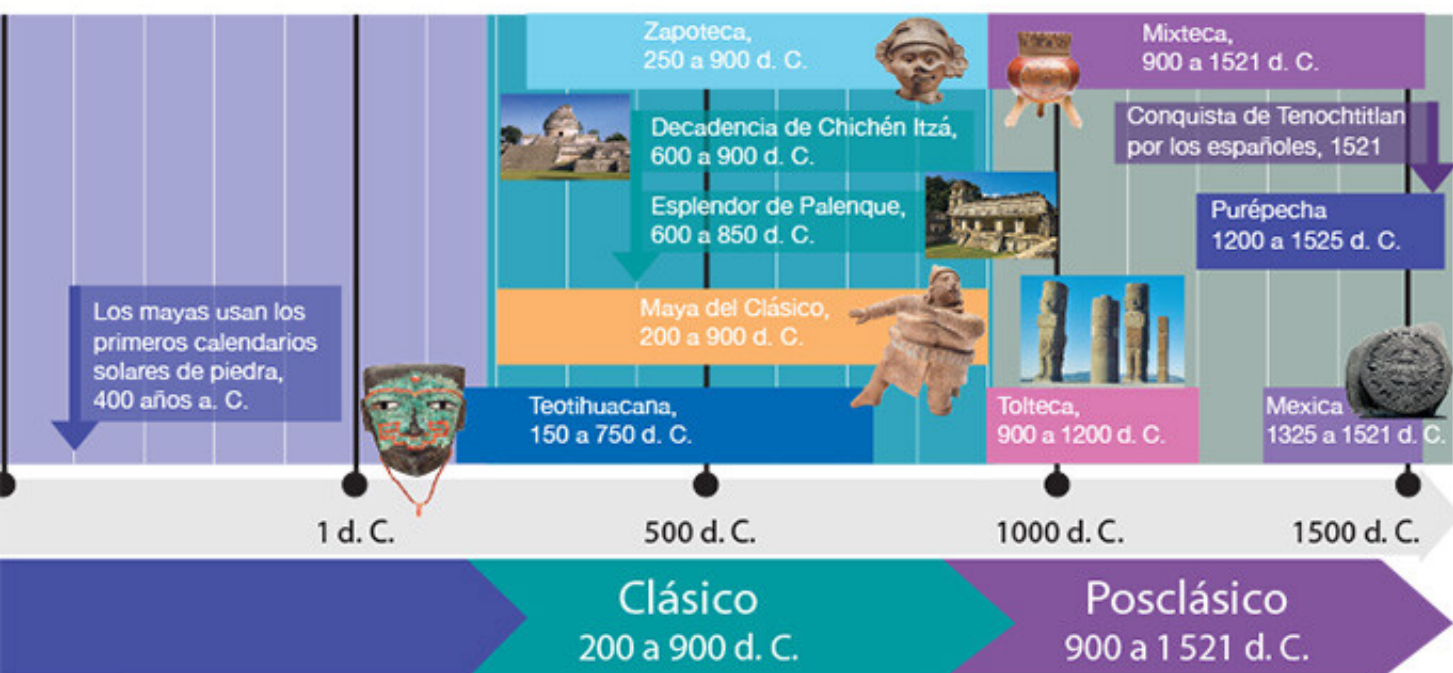 Zapoteca,
250 a 900 d. C.
Mixteca,
900 a 1521 d. C.
Decadencia de Chichén Itzá,
600 a 900 d. C.
Conquista de Tenochtitlan
por los españoles, 1521
Esplendor de Palenque,
600 a 850 d. C.
Purépecha
1200 a 1525 d. C.
Los mayas usan los
primeros calendarios
solares de piedra,
400 años a. C.
Maya del Clásico,
200 a 900 d. C.
Teotihuacana,
150 a 750 d. C.
Tolteca,
900 a 1200 d. C.
Mexica
1325 a 1521 d. C.
1 d. C.
500 d. C.
1000 d. C.
1500 d. C.
Clásico
200 a 900 d. C.
Posclásico
900 a 1521 d. C.